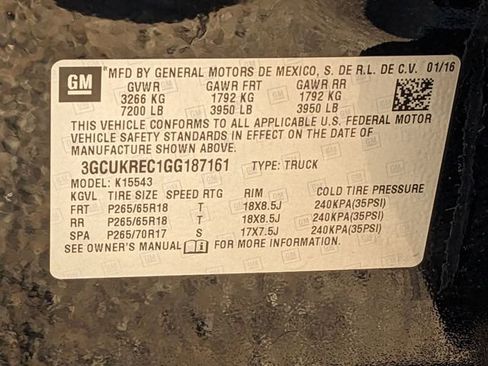 GM MFD BY GENERAL MOTORS DE MEXICO, S. DE R.L. DE C.V. 01/16
GVWR GAWR FRT GAWR RR
3266 KG 1792 KG 1792 KG
7200 LB 3950 LB 3950 LB
THIS VEHICLE CONFORMS TO ALL APPLICABLE U.S. FEDERAL MOTOR
VEHICLE SAFETY STANDARDS IN EFFECT ON THE DATE OF
MANUFACTURE SHOWN ABOVE.
3GCUKREC1GG187161 TYPE: TRUCK
MODEL: K15543
KGVL TIRE SIZE SPEED RTG RIM COLD TIRE PRESSURE
FRT P265/65R18 T 18X8.5J 240KPA(35PSI)
RR P265/65R18 T 18X8.5J 240KPA(35PSI)
SPA P265/70R17 S 17X7.5J 240KPA(35PSI)
SEE OWNER'S MANUAL FOR MORE INFORMATION.